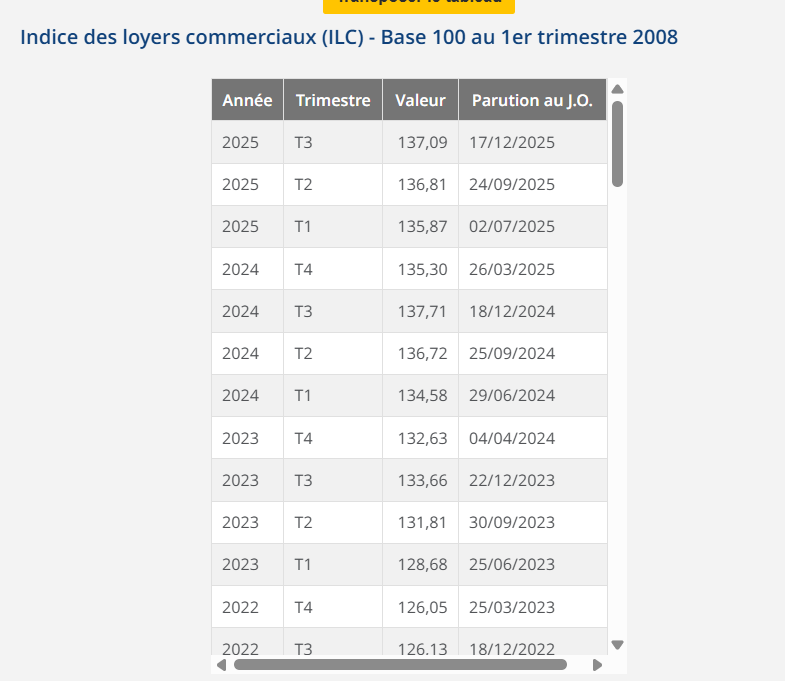 Transposer le tableau
Indice des loyers commerciaux (ILC) - Base 100 au 1er trimestre 2008
Année Trimestre Valeur Parution au J.O.
2025 T3 137,09 17/12/2025
2025 T2 136,81 24/09/2025
2025 T1 135,87 02/07/2025
2024 T4 135,30 26/03/2025
2024 T3 137,71 18/12/2024
2024 T2 136,72 25/09/2024
2024 T1 134,58 29/06/2024
2023 T4 132,63 04/04/2024
2023 T3 133,66 22/12/2023
2023 T2 131,81 30/09/2023
2023 T1 128,68 25/06/2023
2022 T4 126,05 25/03/2023
2022 T3 126,13 18/12/2022